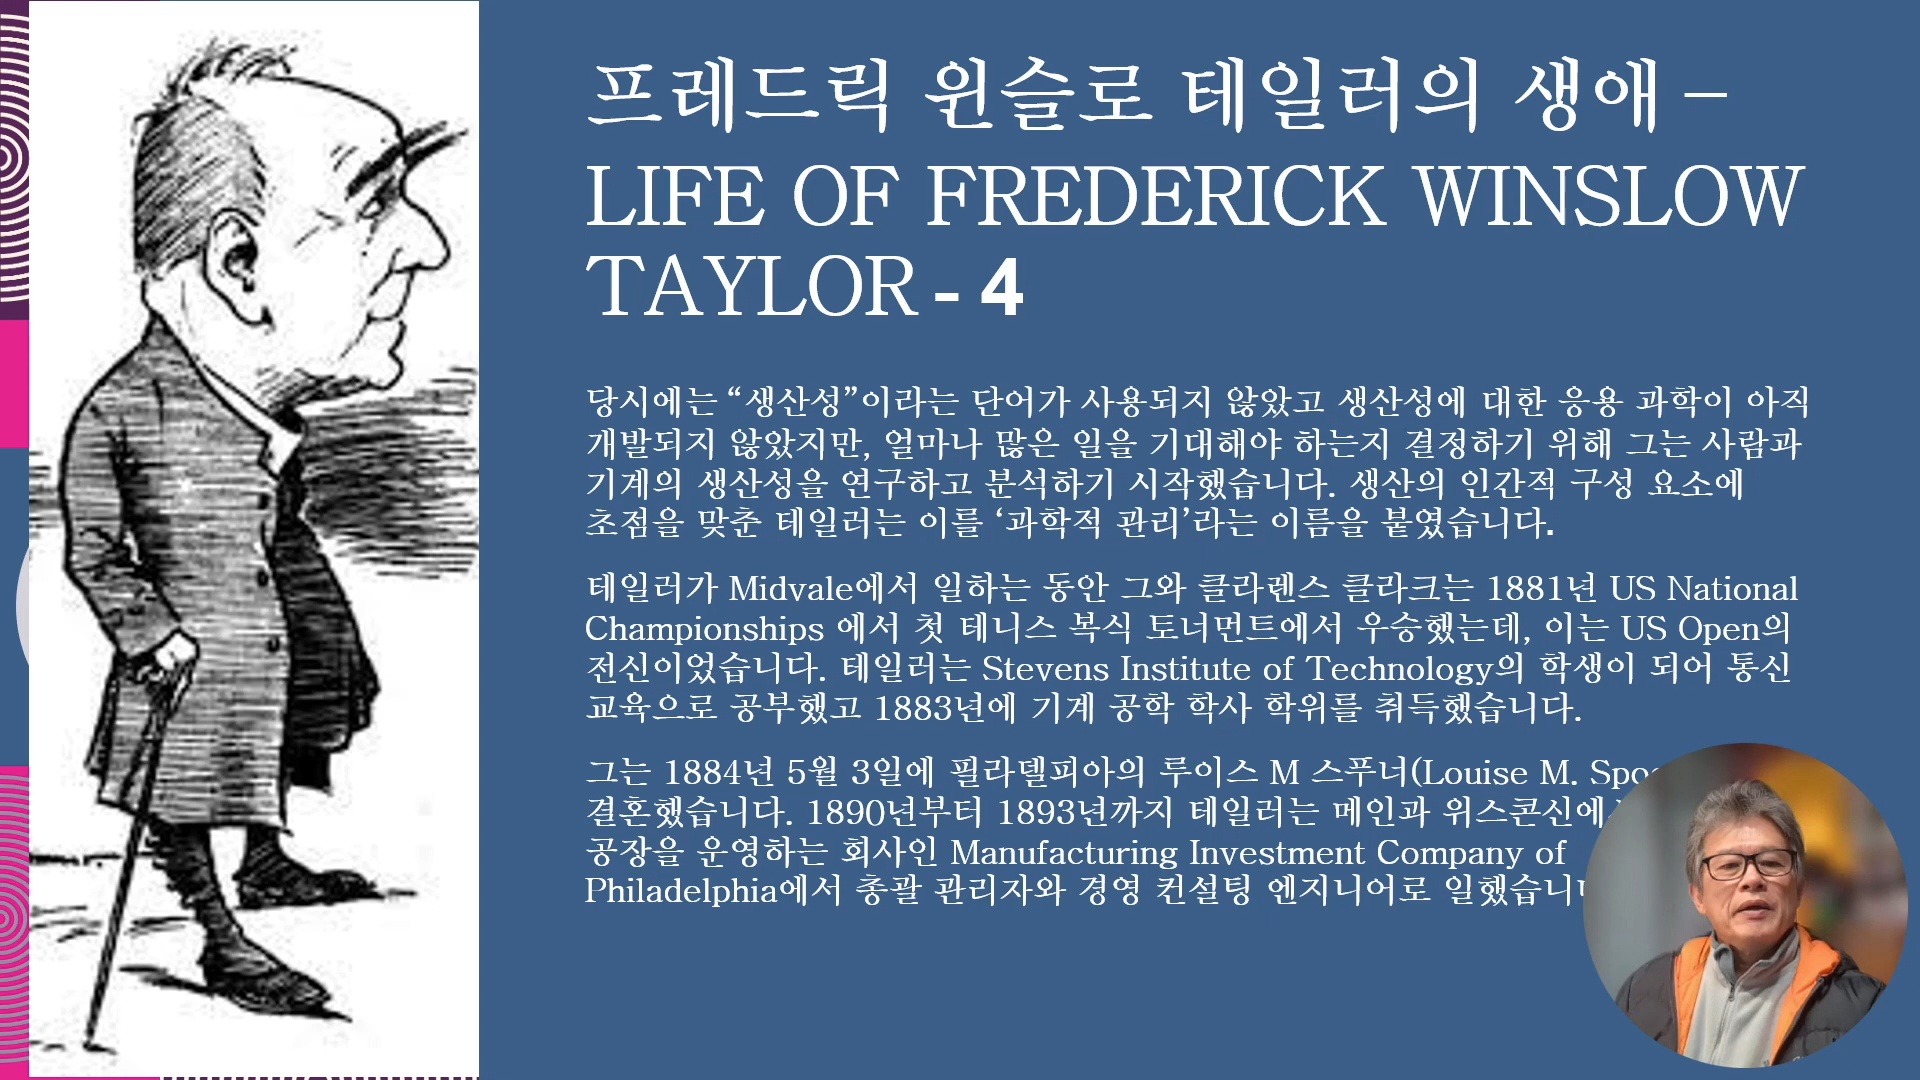 프레드릭 윈슬로 테일러의 생애 –
LIFE OF FREDERICK WINSLOW
TAYLOR - 4
당시에는 “생산성”이라는 단어가 사용되지 않았고 생산성에 대한 응용 과학이 아직
개발되지 않았지만, 얼마나 많은 일을 기대해야 하는지 결정하기 위해 그는 사람과
기계의 생산성을 연구하고 분석하기 시작했습니다. 생산의 인간적 구성 요소에
초점을 맞춘 테일러는 이를 ‘과학적 관리’라는 이름을 붙였습니다.
테일러가 Midvale에서 일하는 동안 그와 클라렌스 클라크는 1881년 US National
Championships 에서 첫 테니스 복식 토너먼트에서 우승했는데, 이는 US Open의
전신이었습니다. 테일러는 Stevens Institute of Technology의 학생이 되어 통신
교육으로 공부했고 1883년에 기계 공학 학사 학위를 취득했습니다.
그는 1884년 5월 3일에 필라델피아의 루이스 M 스푸너(Louise M.
결혼했습니다. 1890년부터 1893년까지 테일러는 메인과
공장을 운영하는 회사인 Manufacturing Investment Company of
Philadelphia에서 총괄 관리자와 경영 컨설팅 엔지니어로